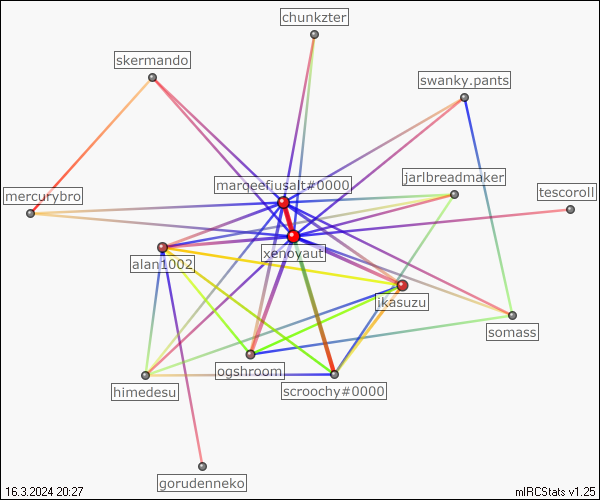 chunkzter
skermando
swanky.pants
jarlbreadmaker
marqeefjusalt#0000
tescoroll
mercurybro
xenoyaut
alan1002
ikasuzu
somass
ogshroom
scroochy#0000
himedesu
gorudenneko
16.3.2024 20:27
mIRCStats v1.25